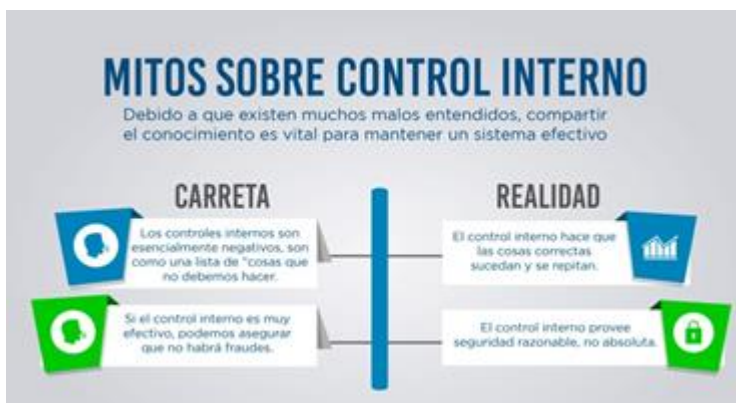 MITOS SOBRE CONTROL INTERNO
Debido a que existen muchos malos entendidos, compartir
el conocimiento es vital para mantener un sistema efectivo
CARRETA
Los controles internos son
esencialmente negativos, son
como una lista de "cosas que
no debemos hacer.
Si el control interno es muy
efectivo, podemos asegurar
que no habrá fraudes.
REALIDAD
El control interno hace que
las cosas correctas
sucedan y se repitan.
El control interno provee
seguridad razonable, no absoluta.